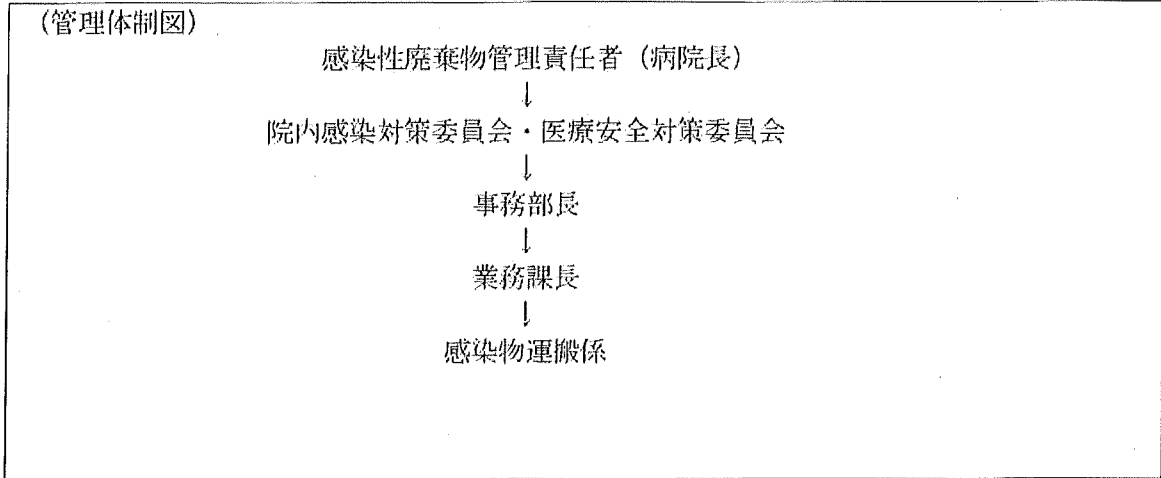 (管理体制図)
感染性廃棄物管理責任者（病院長）
↓
院内感染対策委員会・医療安全対策委員会
↓
事務部長
↓
業務課長
↓
感染物運搬係